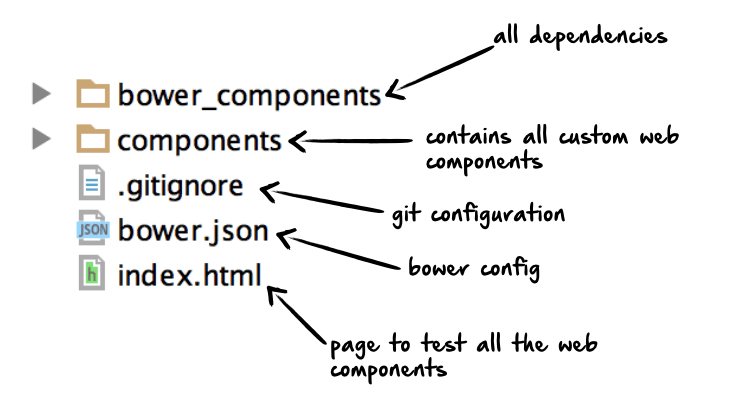 all dependencies
bower_components
components
contains all custom web
components
.gitignore
git configuration
JSON
bower.json
bower config
h
index.html
page to test all the web
components